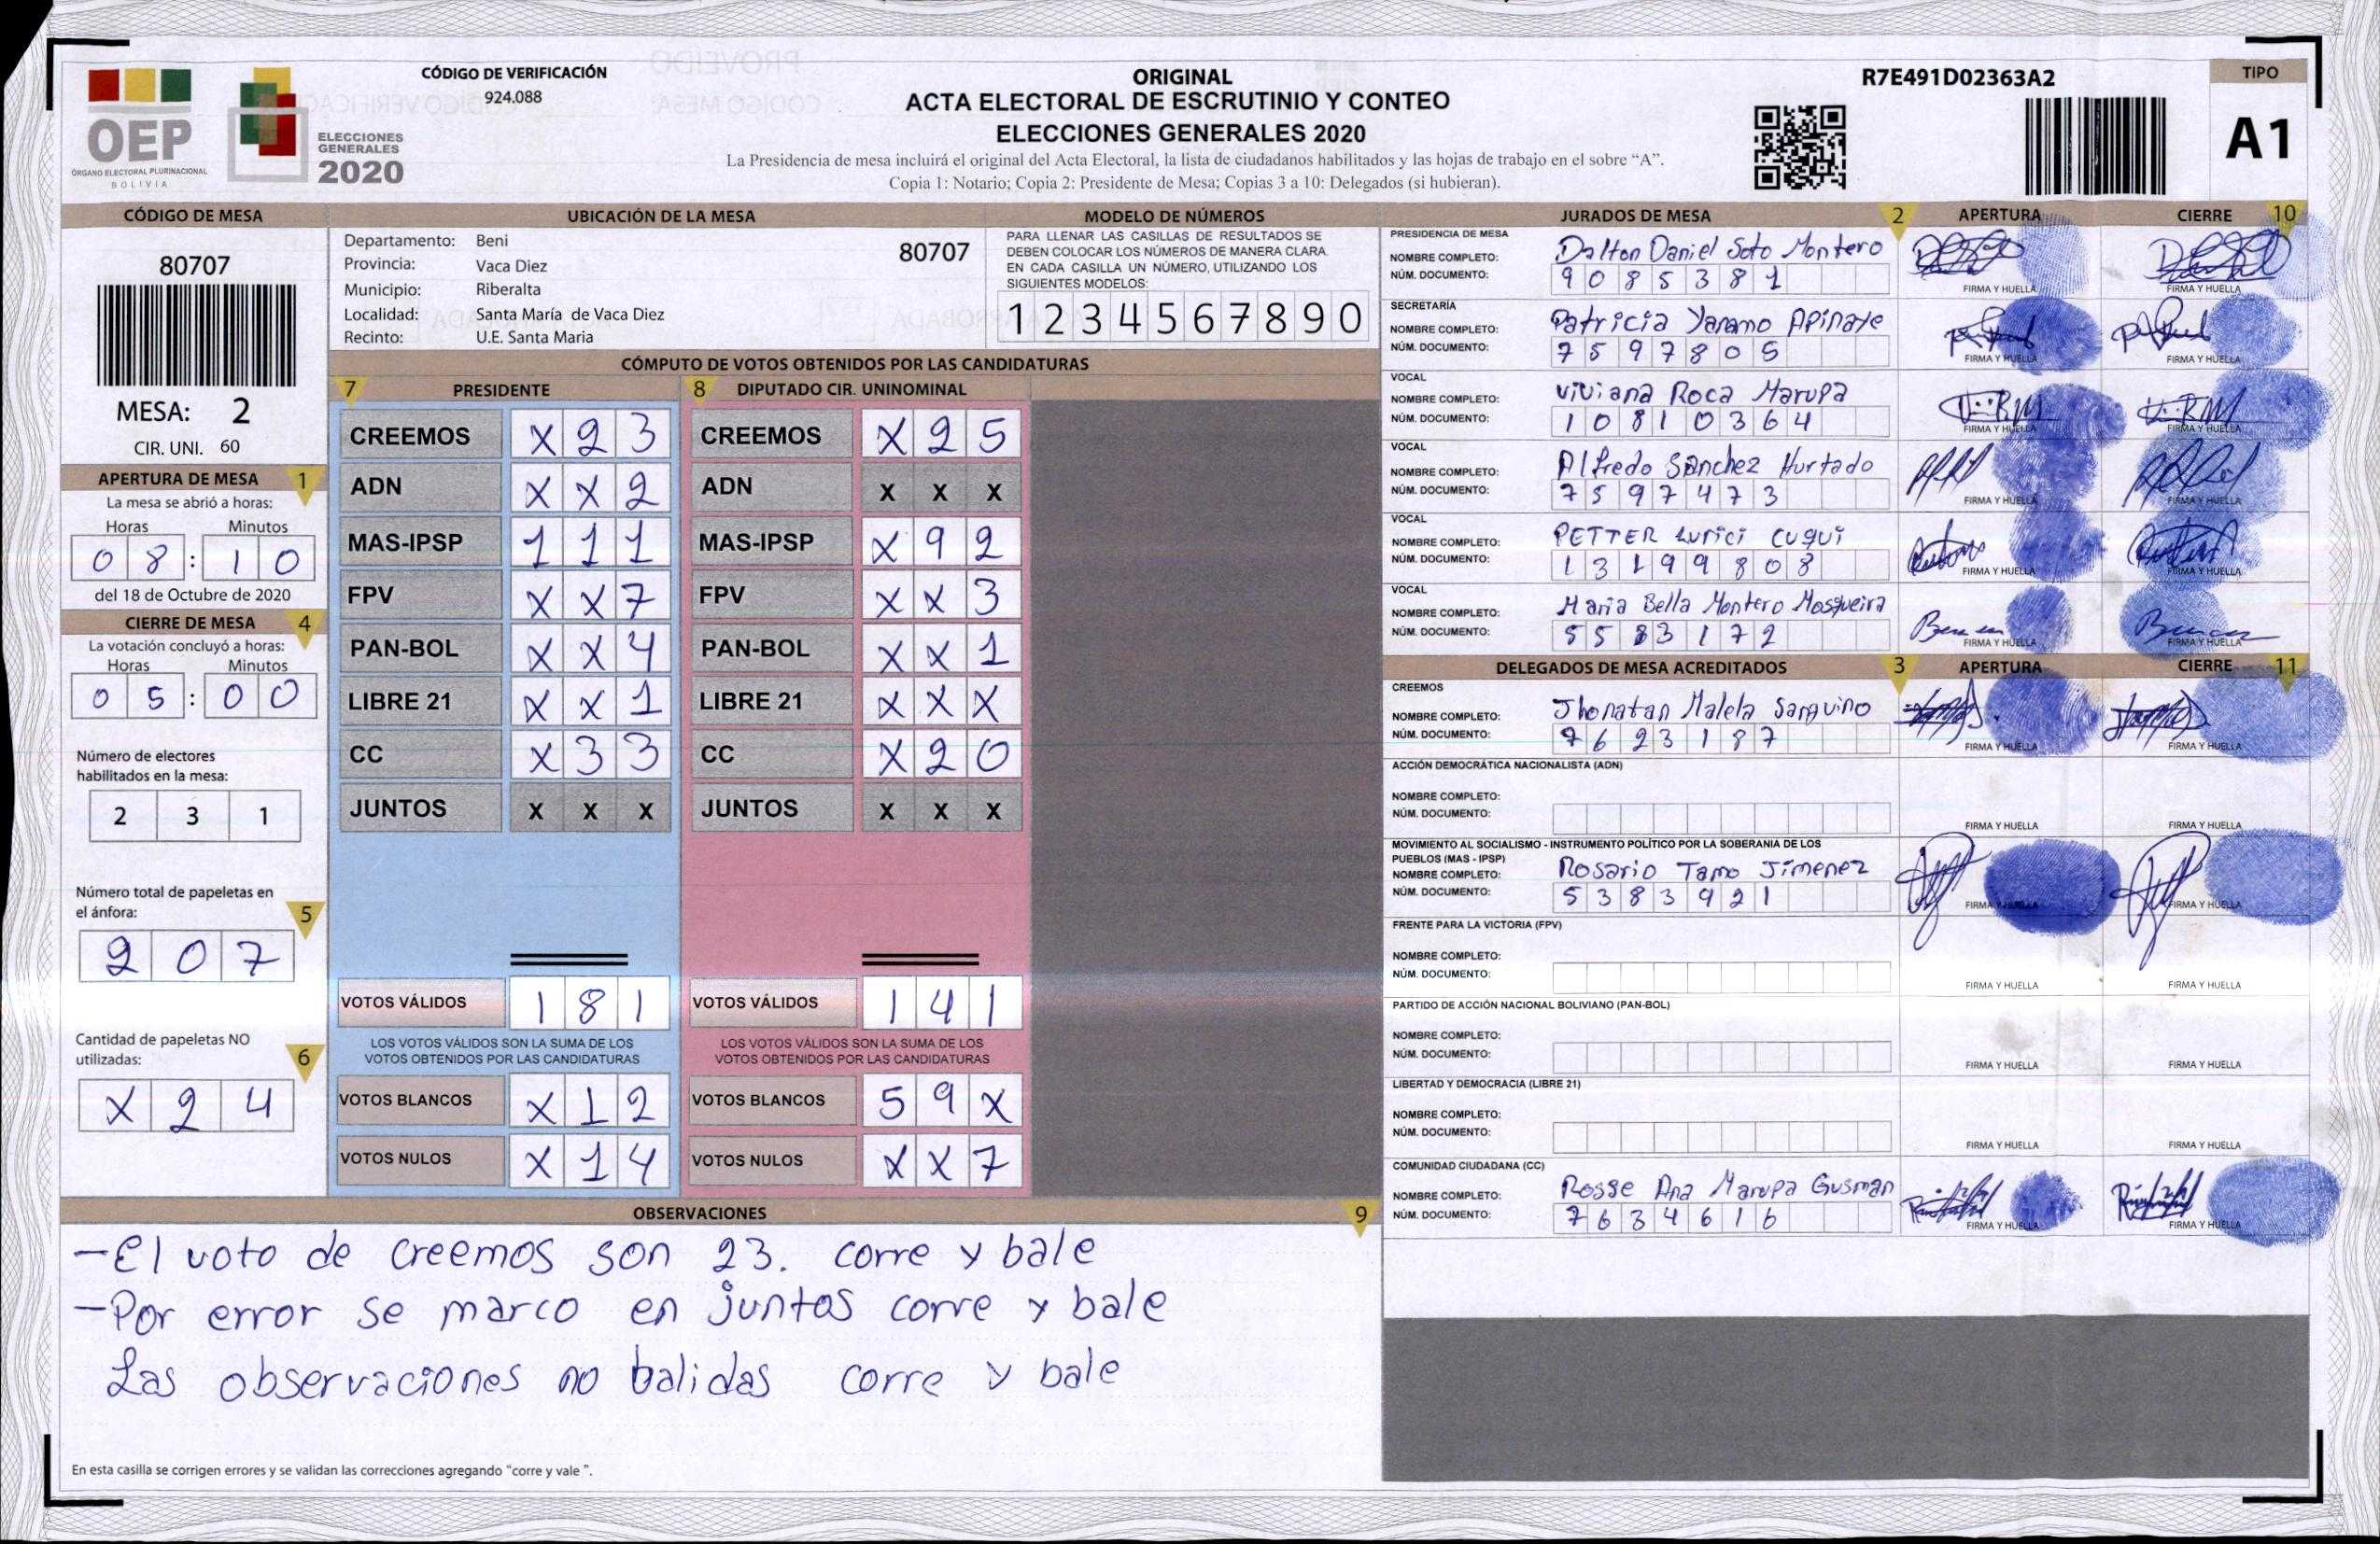 CÓDIGO DE VERIFICACIÓN
924.088
OEP
ÓRGANO ELECTORAL PLURINACIONAL
BOLIVIA
ELECCIONES
GENERALES
2020
ORIGINAL
ACTA ELECTORAL DE ESCRUTINIO Y CONTEO
ELECCIONES GENERALES 2020
La Presidencia de mesa incluirá el original del Acta Electoral, la lista de ciudadanos habilitados y las hojas de trabajo en el sobre “A”.
Copia 1: Notario; Copia 2: Presidente de Mesa; Copias 3 a 10: Delegados (si hubieran).
R7E491D02363A2
TIPO
A1
CÓDIGO DE MESA
80707
MESA: 2
CIR. UNI. 60
APERTURA DE MESA 1
La mesa se abrió a horas:
Horas Minutos
0 8 : 1 0
del 18 de Octubre de 2020
CIERRE DE MESA 4
La votación concluyó a horas:
Horas Minutos
0 5 : 0 0
Número de electores
habilitados en la mesa:
2 3 1
Número total de papeletas en
el ánfora: 5
2 0 7
Cantidad de papeletas NO
utilizadas: 6
X 2 4
UBICACIÓN DE LA MESA
Departamento: Beni 80707
Provincia: Vaca Diez
Municipio: Riberalta
Localidad: Santa María de Vaca Diez
Recinto: U.E. Santa Maria
MODELO DE NÚMEROS
PARA LLENAR LAS CASILLAS DE RESULTADOS SE
DEBEN COLOCAR LOS NÚMEROS DE MANERA CLARA.
EN CADA CASILLA UN NÚMERO, UTILIZANDO LOS
SIGUIENTES MODELOS:
1 2 3 4 5 6 7 8 9 0
CÓMPUTO DE VOTOS OBTENIDOS POR LAS CANDIDATURAS
7 PRESIDENTE 8 DIPUTADO CIR. UNINOMINAL
CREEMOS X 2 3 CREEMOS X 2 5
ADN X X 2 ADN X X X
MAS-IPSP 1 1 1 MAS-IPSP X 9 2
FPV X X 7 FPV X X 3
PAN-BOL X X 4 PAN-BOL X X 1
LIBRE 21 X X 1 LIBRE 21 X X X
CC X 3 3 CC X 2 0
JUNTOS X X X JUNTOS X X X
VOTOS VÁLIDOS 1 8 1 VOTOS VÁLIDOS 1 4 1
LOS VOTOS VÁLIDOS SON LA SUMA DE LOS LOS VOTOS VÁLIDOS SON LA SUMA DE LOS
VOTOS OBTENIDOS POR LAS CANDIDATURAS VOTOS OBTENIDOS POR LAS CANDIDATURAS
VOTOS BLANCOS X 1 2 VOTOS BLANCOS 5 9 X
VOTOS NULOS X 1 4 VOTOS NULOS X X 7
OBSERVACIONES 9
-El voto de creemos son 23. corre y bale
-Por error se marco en juntos corre y bale
Las observaciones no balidas corre y bale
En esta casilla se corrigen errores y se validan las correcciones agregando “corre y vale ”.
JURADOS DE MESA 2 APERTURA CIERRE 10
PRESIDENCIA DE MESA
NOMBRE COMPLETO: Dalton Daniel Soto Montero
NÚM. DOCUMENTO: 9 0 8 5 3 8 1
FIRMA Y HUELLA FIRMA Y HUELLA
SECRETARÍA
NOMBRE COMPLETO: Patricia Yaramo Apinaye
NÚM. DOCUMENTO: 7 5 9 7 8 0 5
FIRMA Y HUELLA FIRMA Y HUELLA
VOCAL
NOMBRE COMPLETO: Viviana Roca Marupa
NÚM. DOCUMENTO: 1 0 8 1 0 3 6 4
FIRMA Y HUELLA FIRMA Y HUELLA
VOCAL
NOMBRE COMPLETO: Alfredo Sanchez Hurtado
NÚM. DOCUMENTO: 7 5 9 7 4 7 3
FIRMA Y HUELLA FIRMA Y HUELLA
VOCAL
NOMBRE COMPLETO: PETTER Lurici Cuqui
NÚM. DOCUMENTO: 1 3 1 9 9 8 0 8
FIRMA Y HUELLA FIRMA Y HUELLA
VOCAL
NOMBRE COMPLETO: Maria Bella Montero Mosqueira
NÚM. DOCUMENTO: 5 5 8 3 1 7 2
FIRMA Y HUELLA FIRMA Y HUELLA
DELEGADOS DE MESA ACREDITADOS 3 APERTURA CIERRE 11
CREEMOS
NOMBRE COMPLETO: Jhonatan Malela Sanguino
NÚM. DOCUMENTO: 7 6 2 3 1 8 7
FIRMA Y HUELLA FIRMA Y HUELLA
ACCIÓN DEMOCRÁTICA NACIONALISTA (ADN)
NOMBRE COMPLETO:
NÚM. DOCUMENTO:
FIRMA Y HUELLA FIRMA Y HUELLA
MOVIMIENTO AL SOCIALISMO - INSTRUMENTO POLÍTICO POR LA SOBERANIA DE LOS
PUEBLOS (MAS - IPSP)
NOMBRE COMPLETO: Rosario Tamo Jimenez
NÚM. DOCUMENTO: 5 3 8 3 9 2 1
FIRMA Y HUELLA FIRMA Y HUELLA
FRENTE PARA LA VICTORIA (FPV)
NOMBRE COMPLETO:
NÚM. DOCUMENTO:
FIRMA Y HUELLA FIRMA Y HUELLA
PARTIDO DE ACCIÓN NACIONAL BOLIVIANO (PAN-BOL)
NOMBRE COMPLETO:
NÚM. DOCUMENTO:
FIRMA Y HUELLA FIRMA Y HUELLA
LIBERTAD Y DEMOCRACIA (LIBRE 21)
NOMBRE COMPLETO:
NÚM. DOCUMENTO:
FIRMA Y HUELLA FIRMA Y HUELLA
COMUNIDAD CIUDADANA (CC)
NOMBRE COMPLETO: Rosse Ana Marupa Gusman
NÚM. DOCUMENTO: 7 6 3 4 6 1 6
FIRMA Y HUELLA FIRMA Y HUELLA